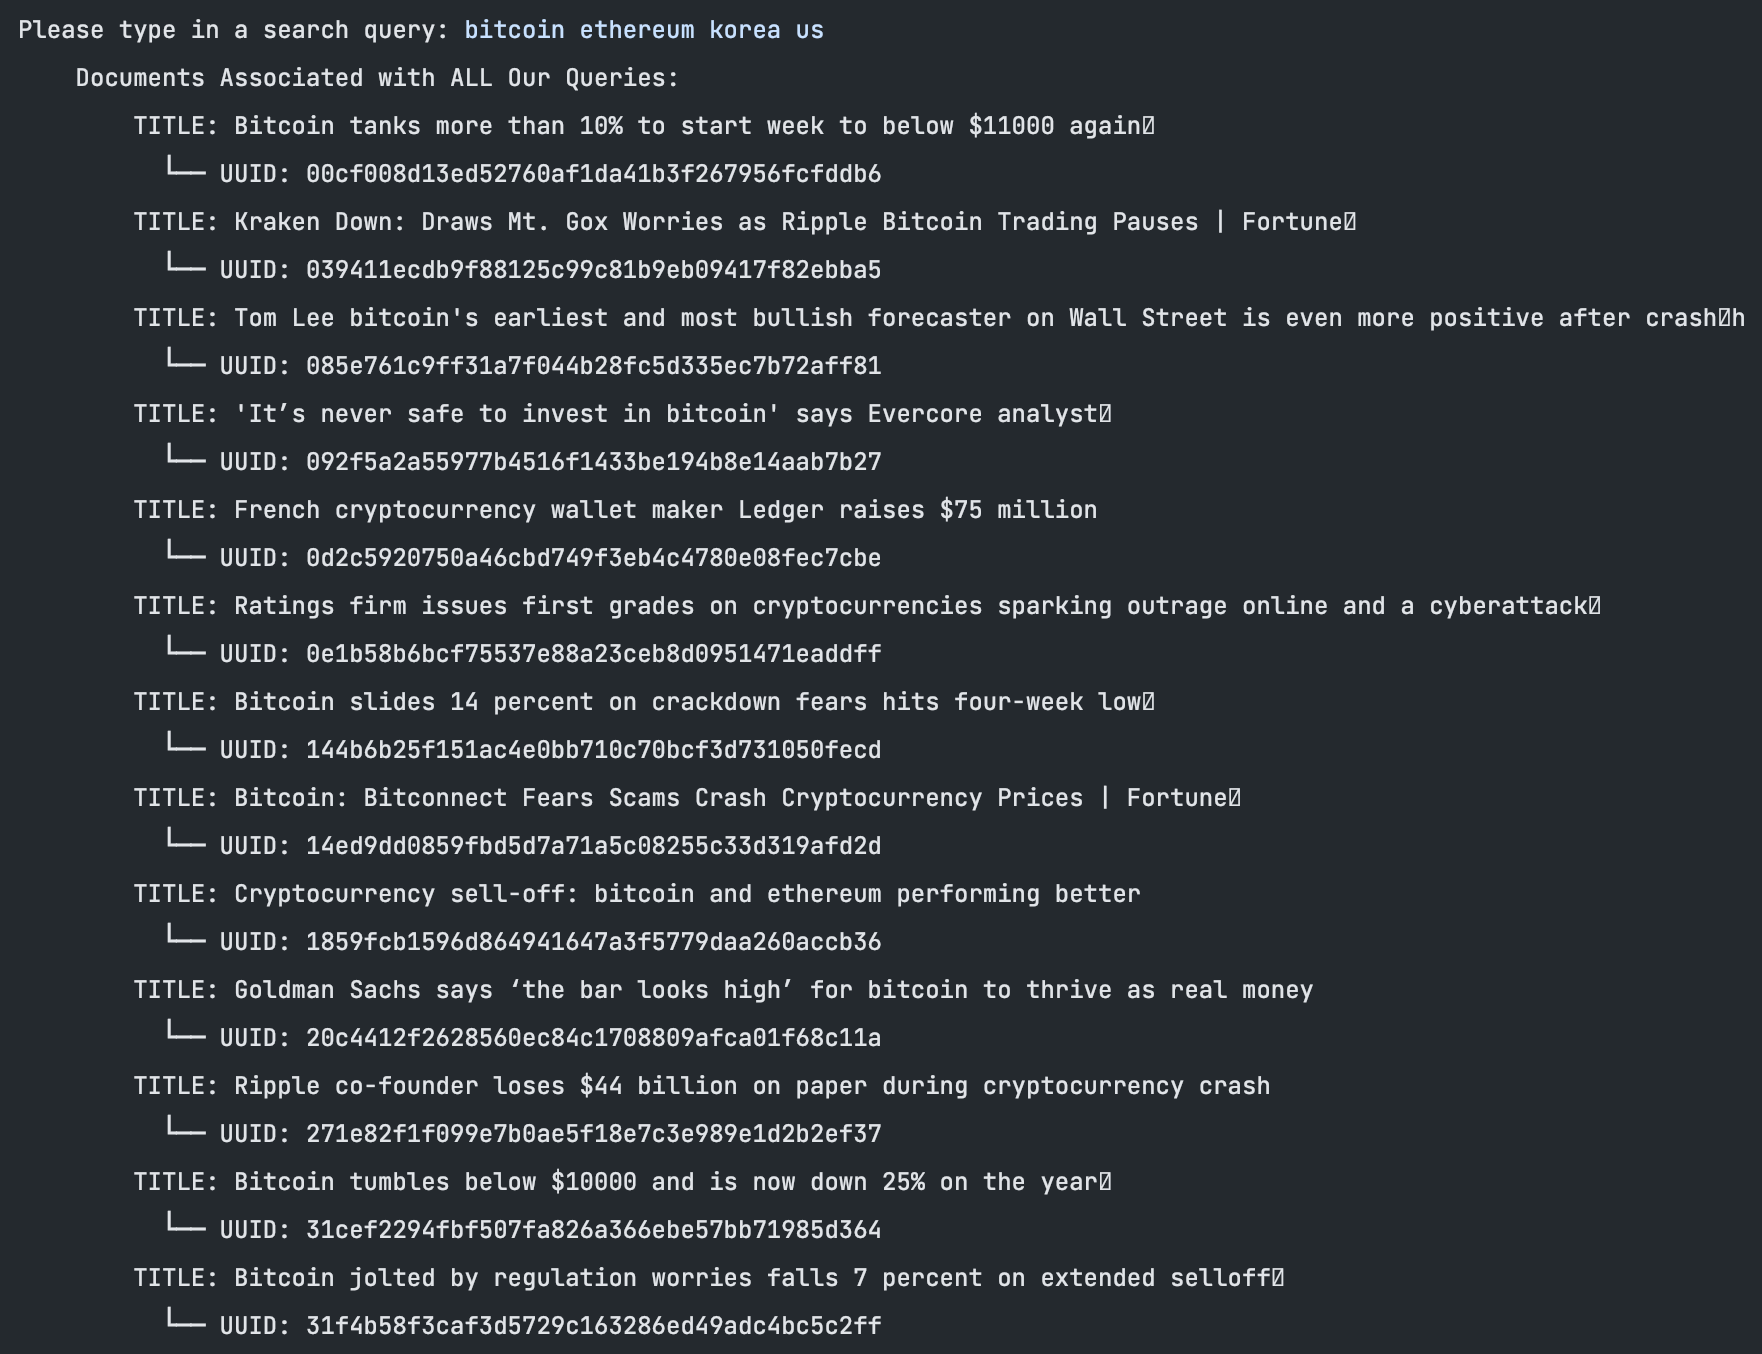 Please type in a search query: bitcoin ethereum korea us
Documents Associated with ALL Our Queries:
TITLE: Bitcoin tanks more than 10% to start week to below $11000 again
└── UUID: 00cf008d13ed52760af1da41b3f267956fcfddb6
TITLE: Kraken Down: Draws Mt. Gox Worries as Ripple Bitcoin Trading Pauses | Fortune
└── UUID: 039411ecdb9f88125c99c81b9eb09417f82ebba5
TITLE: Tom Lee bitcoin's earliest and most bullish forecaster on Wall Street is even more positive after crash�h
└── UUID: 085e761c9ff31a7f044b28fc5d335ec7b72aff81
TITLE: 'It’s never safe to invest in bitcoin' says Evercore analyst
└── UUID: 092f5a2a55977b4516f1433be194b8e14aab7b27
TITLE: French cryptocurrency wallet maker Ledger raises $75 million
└── UUID: 0d2c5920750a46cbd749f3eb4c4780e08fec7cbe
TITLE: Ratings firm issues first grades on cryptocurrencies sparking outrage online and a cyberattack
└── UUID: 0e1b58b6bcf75537e88a23ceb8d0951471eaddff
TITLE: Bitcoin slides 14 percent on crackdown fears hits four-week low
└── UUID: 144b6b25f151ac4e0bb710c70bcf3d731050fecd
TITLE: Bitcoin: Bitconnect Fears Scams Crash Cryptocurrency Prices | Fortune
└── UUID: 14ed9dd0859fbd5d7a71a5c08255c33d319afd2d
TITLE: Cryptocurrency sell-off: bitcoin and ethereum performing better
└── UUID: 1859fcb1596d864941647a3f5779daa260accb36
TITLE: Goldman Sachs says ‘the bar looks high’ for bitcoin to thrive as real money
└── UUID: 20c4412f2628560ec84c1708809afca01f68c11a
TITLE: Ripple co-founder loses $44 billion on paper during cryptocurrency crash
└── UUID: 271e82f1f099e7b0ae5f18e7c3e989e1d2b2ef37
TITLE: Bitcoin tumbles below $10000 and is now down 25% on the year
└── UUID: 31cef2294fbf507fa826a366ebe57bb71985d364
TITLE: Bitcoin jolted by regulation worries falls 7 percent on extended selloff
└── UUID: 31f4b58f3caf3d5729c163286ed49adc4bc5c2ff